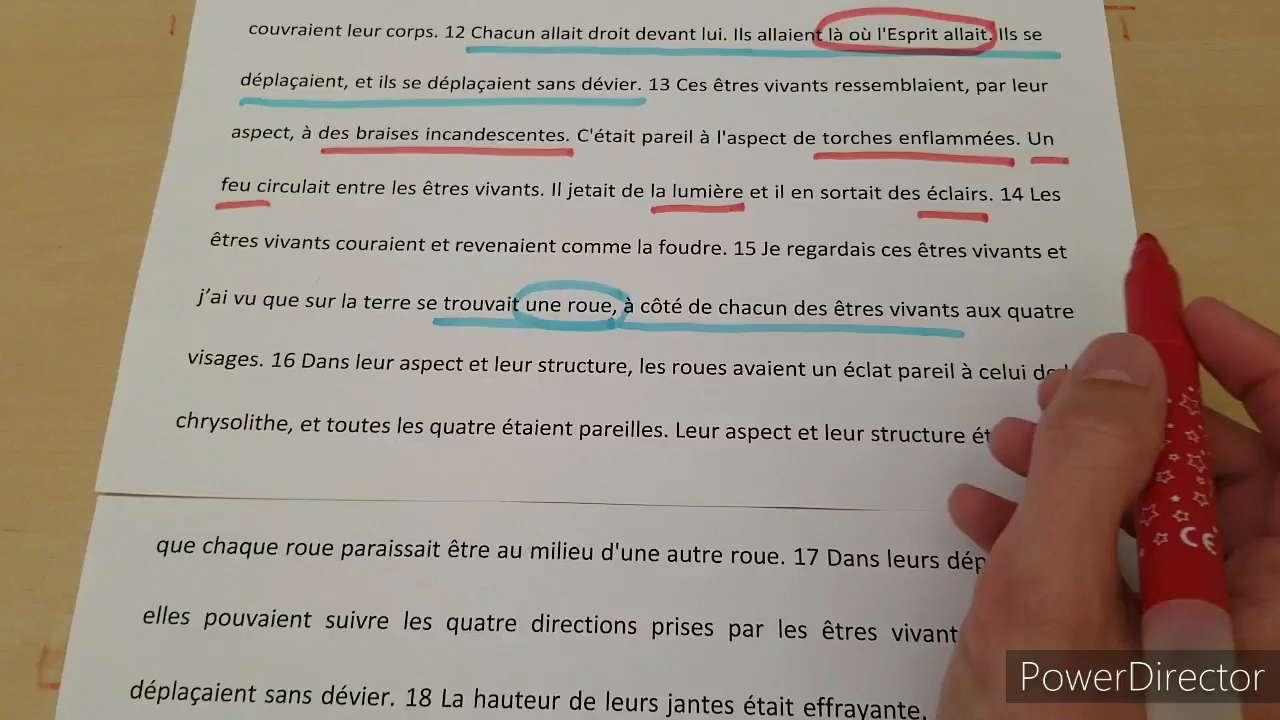 couvraient leur corps. 12 Chacun allait droit devant lui. Ils allaient là où l'Esprit allait. Ils se
déplaçaient, et ils se déplaçaient sans dévier. 13 Ces êtres vivants ressemblaient, par leur
aspect, à des braises incandescentes. C'était pareil à l'aspect de torches enflammées. Un
feu circulait entre les êtres vivants. Il jetait de la lumière et il en sortait des éclairs. 14 Les
êtres vivants couraient et revenaient comme la foudre. 15 Je regardais ces êtres vivants et
j’ai vu que sur la terre se trouvait une roue, à côté de chacun des êtres vivants aux quatre
visages. 16 Dans leur aspect et leur structure, les roues avaient un éclat pareil à celui
chrysolithe, et toutes les quatre étaient pareilles. Leur aspect et leur structure
que chaque roue paraissait être au milieu d'une autre roue. 17 Dans leurs
elles pouvaient suivre les quatre directions prises par les êtres
déplaçaient sans dévier. 18 La hauteur de leurs jantes était effrayante.
CE
PowerDirector